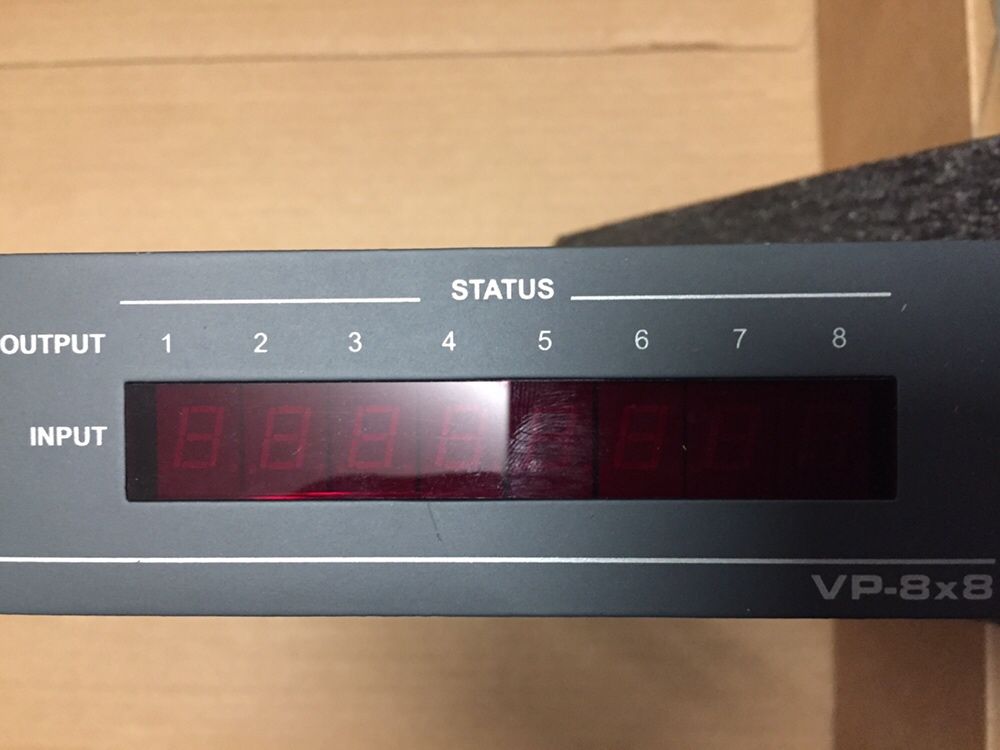 STATUS
OUTPUT 1 2 3 4 5 6 7 8
INPUT
VP-8x8